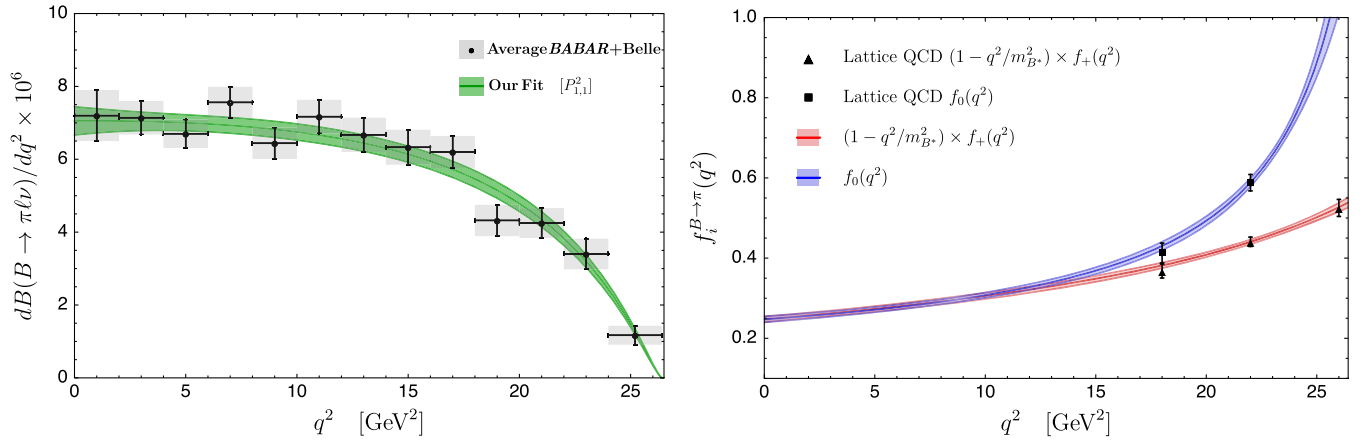 dB(B → πℓν)/dq² × 10⁶
10
8
6
4
2
0
Average BABAR+Belle
Our Fit [P²₁,₁]
0 5 10 15 20 25
q² [GeV²]
f_i^{B→π}(q²)
1.0
0.8
0.6
0.4
0.2
Lattice QCD (1 − q²/m²_{B*}) × f₊(q²)
Lattice QCD f₀(q²)
(1 − q²/m²_{B*}) × f₊(q²)
f₀(q²)
0 5 10 15 20 25
q² [GeV²]